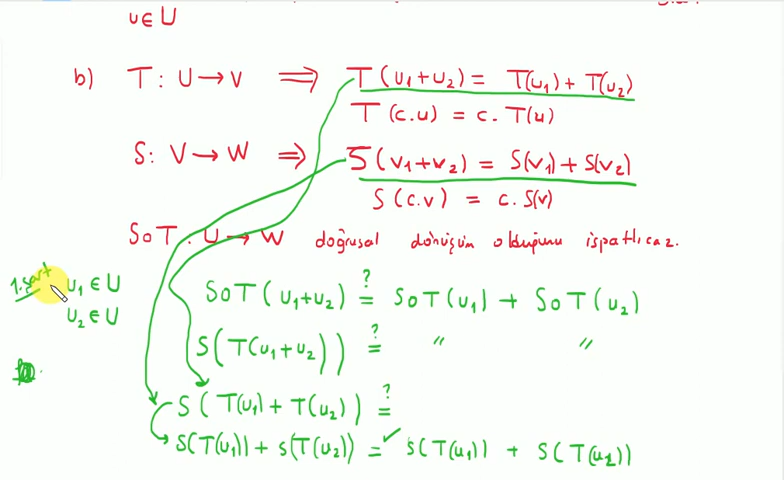 u∈U
b) T : U → V ⟹ T(u₁+u₂) = T(u₁) + T(u₂)
T(c.u) = c. T(u)
S : V → W ⟹ S(v₁+v₂) = S(v₁) + S(v₂)
S(c.v) = c.S(v)
SoT : U → W doğrusal dönüşüm olduğunu ispatlıcaz.
1.şart u₁ ∈ U
u₂ ∈ U
SoT(u₁+u₂) ≟ SoT(u₁) + SoT(u₂)
S(T(u₁+u₂)) ≟ " "
S(T(u₁) + T(u₂)) ≟
S(T(u₁)) + S(T(u₂)) = ✓ S(T(u₁)) + S(T(u₂))